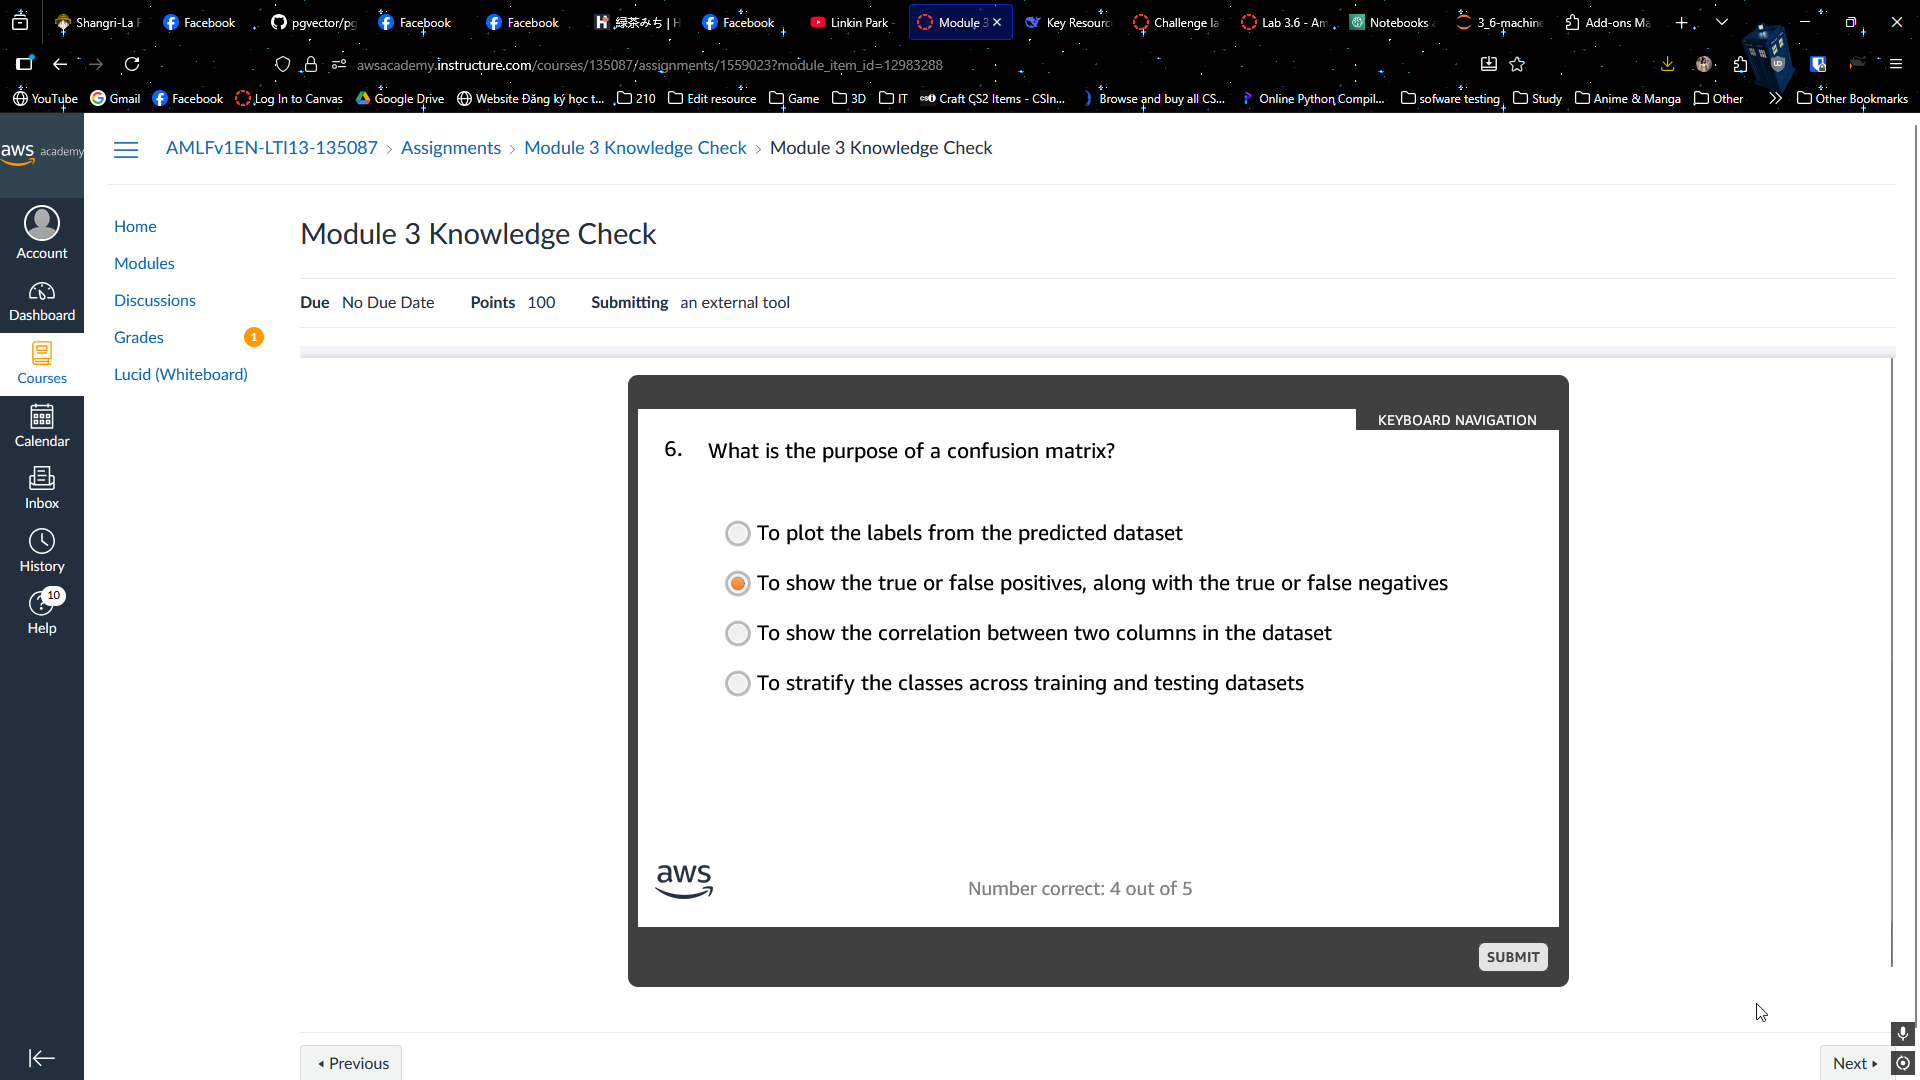 Shangri-La F
Facebook
pgvector/pg
Facebook
Facebook
緑茶みち | H
Facebook
Linkin Park -
Module 3
Key Resourc
Challenge la
Lab 3.6 - Am
Notebooks
3_6-machine
Add-ons Ma
awsacademy.instructure.com/courses/135087/assignments/1559023?module_item_id=12983288
YouTube
Gmail
Facebook
Log In to Canvas
Google Drive
Website Đăng ký học t...
210
Edit resource
Game
3D
IT
Craft CS2 Items - CSIn...
Browse and buy all CS...
Online Python Compil...
sofware testing
Study
Anime & Manga
Other
Other Bookmarks
aws academy
AMLFv1EN-LTI13-135087 › Assignments › Module 3 Knowledge Check › Module 3 Knowledge Check
Account
Dashboard
Courses
Calendar
Inbox
History
10
Help
Home
Modules
Discussions
Grades 1
Lucid (Whiteboard)
Module 3 Knowledge Check
Due No Due Date Points 100 Submitting an external tool
KEYBOARD NAVIGATION
6. What is the purpose of a confusion matrix?
To plot the labels from the predicted dataset
To show the true or false positives, along with the true or false negatives
To show the correlation between two columns in the dataset
To stratify the classes across training and testing datasets
aws
Number correct: 4 out of 5
SUBMIT
Previous
Next